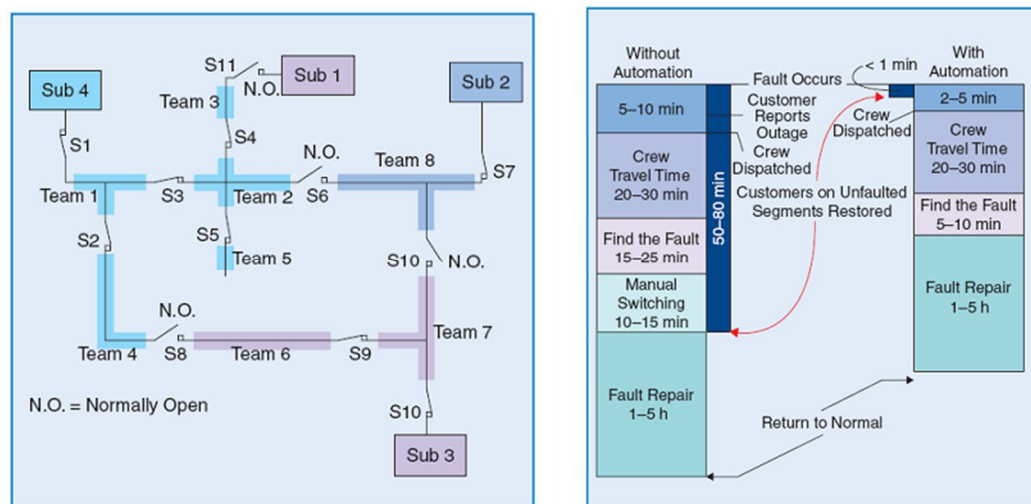 Sub 4
S11
N.O.
Sub 1
Sub 2
Team 3
S1
S4
N.O.
Team 8
Team 1
S3
Team 2
S6
S7
S2
S5
Team 5
S10
N.O.
N.O.
Team 4
S8
Team 6
S9
Team 7
N.O. = Normally Open
S10
Sub 3
Without
Automation
5–10 min
Crew
Travel Time
20–30 min
Find the Fault
15–25 min
Manual
Switching
10–15 min
Fault Repair
1–5 h
50–80 min
Fault Occurs
Customer
Reports
Outage
Crew
Dispatched
Customers on Unfaulted
Segments Restored
Return to Normal
< 1 min
With
Automation
2–5 min
Crew
Dispatched
Crew
Travel Time
20–30 min
Find the Fault
5–10 min
Fault Repair
1–5 h